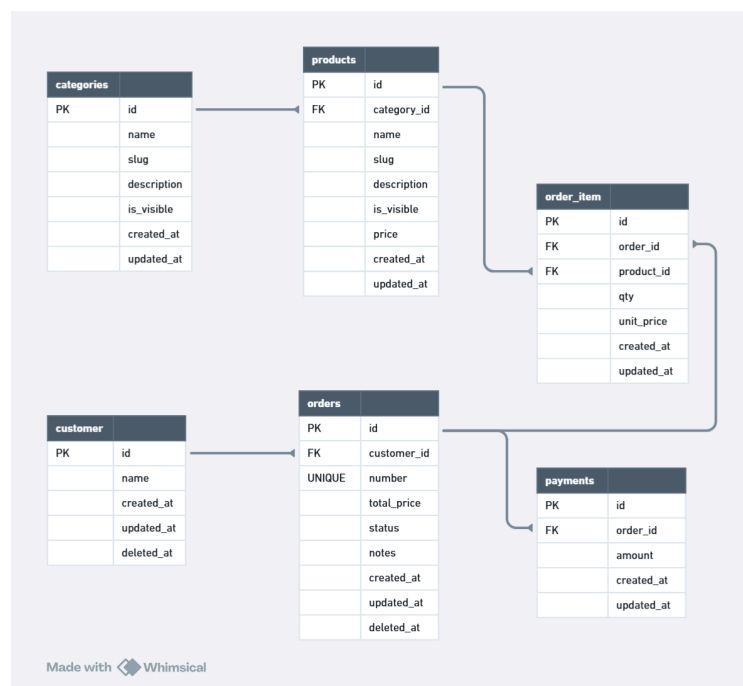 categories
PK id
name
slug
description
is_visible
created_at
updated_at
products
PK id
FK category_id
name
slug
description
is_visible
price
created_at
updated_at
order_item
PK id
FK order_id
FK product_id
qty
unit_price
created_at
updated_at
customer
PK id
name
created_at
updated_at
deleted_at
orders
PK id
FK customer_id
UNIQUE number
total_price
status
notes
created_at
updated_at
deleted_at
payments
PK id
FK order_id
amount
created_at
updated_at
Made with Whimsical